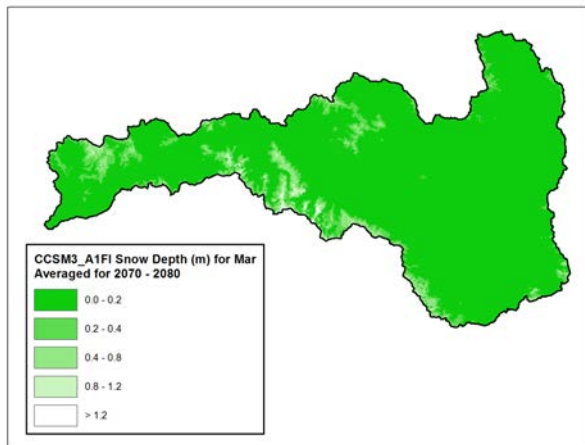 CCSM3_A1FI Snow Depth (m) for Mar
Averaged for 2070 - 2080
0.0 - 0.2
0.2 - 0.4
0.4 - 0.8
0.8 - 1.2
> 1.2